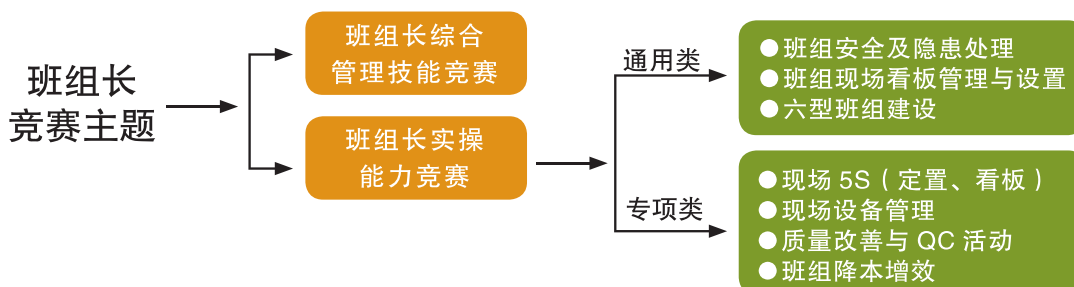 班组长
竞赛主题
班组长综合
管理技能竞赛
班组长实操
能力竞赛
通用类
●班组安全及隐患处理
●班组现场看板管理与设置
●六型班组建设
专项类
●现场 5S（定置、看板）
●现场设备管理
●质量改善与 QC 活动
●班组降本增效